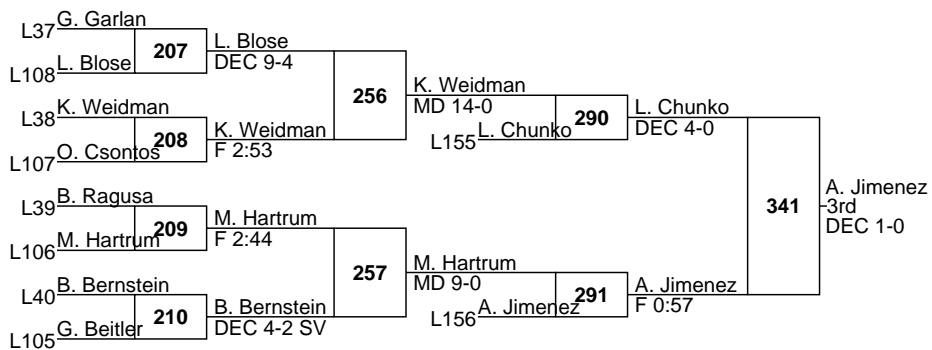 G. Garlan
L37
207
L. Blose
DEC 9-4
L. Blose
L108
256
K. Weidman
MD 14-0
K. Weidman
L38
208
K. Weidman
F 2:53
O. Csontos
L107
L. Chunko
L155
290
L. Chunko
DEC 4-0
B. Ragusa
L39
209
M. Hartrum
F 2:44
M. Hartrum
L106
257
M. Hartrum
MD 9-0
B. Bernstein
L40
210
B. Bernstein
DEC 4-2 SV
G. Beitler
L105
A. Jimenez
L156
291
A. Jimenez
F 0:57
341
A. Jimenez
3rd
DEC 1-0